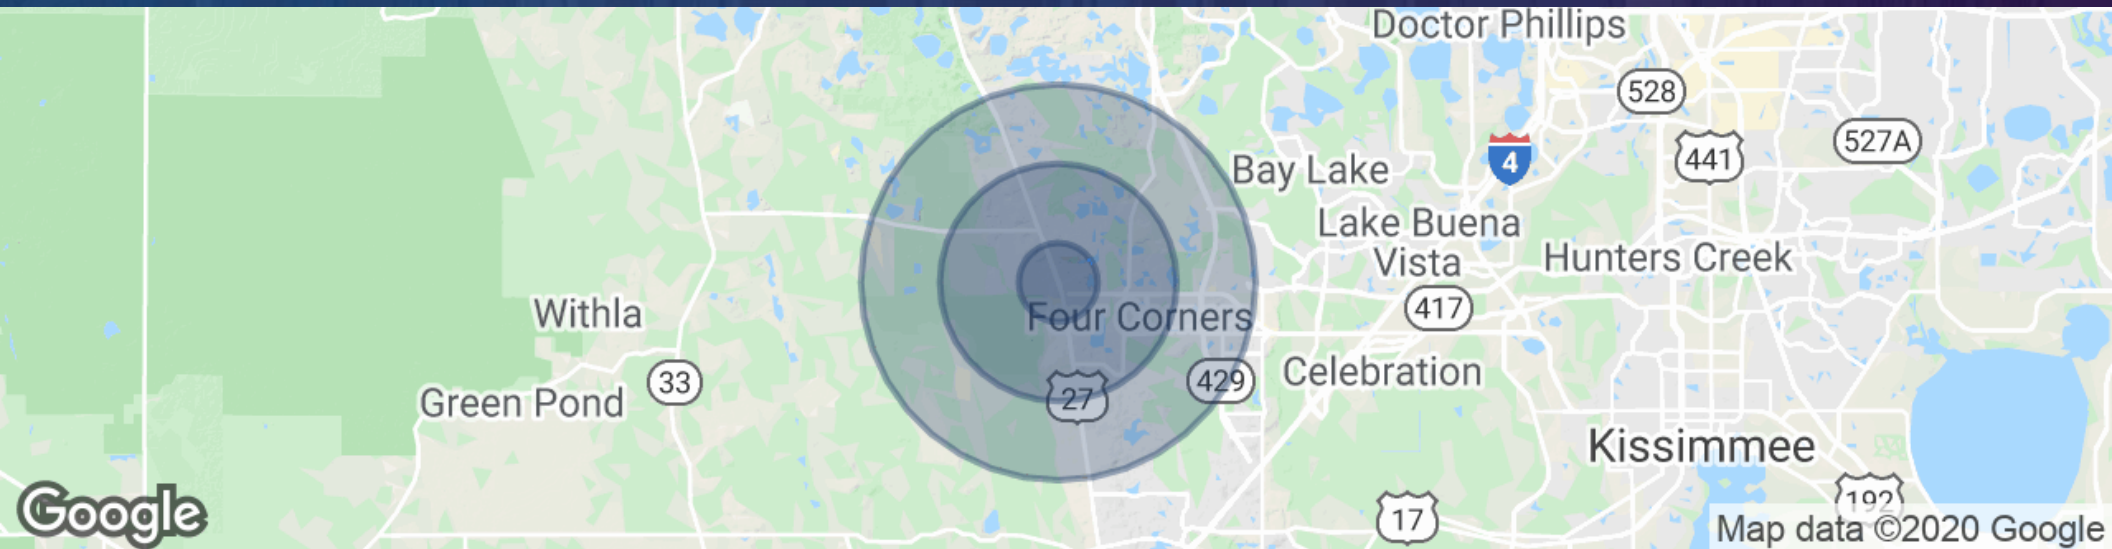 Doctor Phillips
528
441
527A
4
Bay Lake
Lake Buena
Vista
Hunters Creek
Withla
Four Corners
417
33
27
429
Celebration
Green Pond
Kissimmee
192
17
Google
Map data ©2020 Google